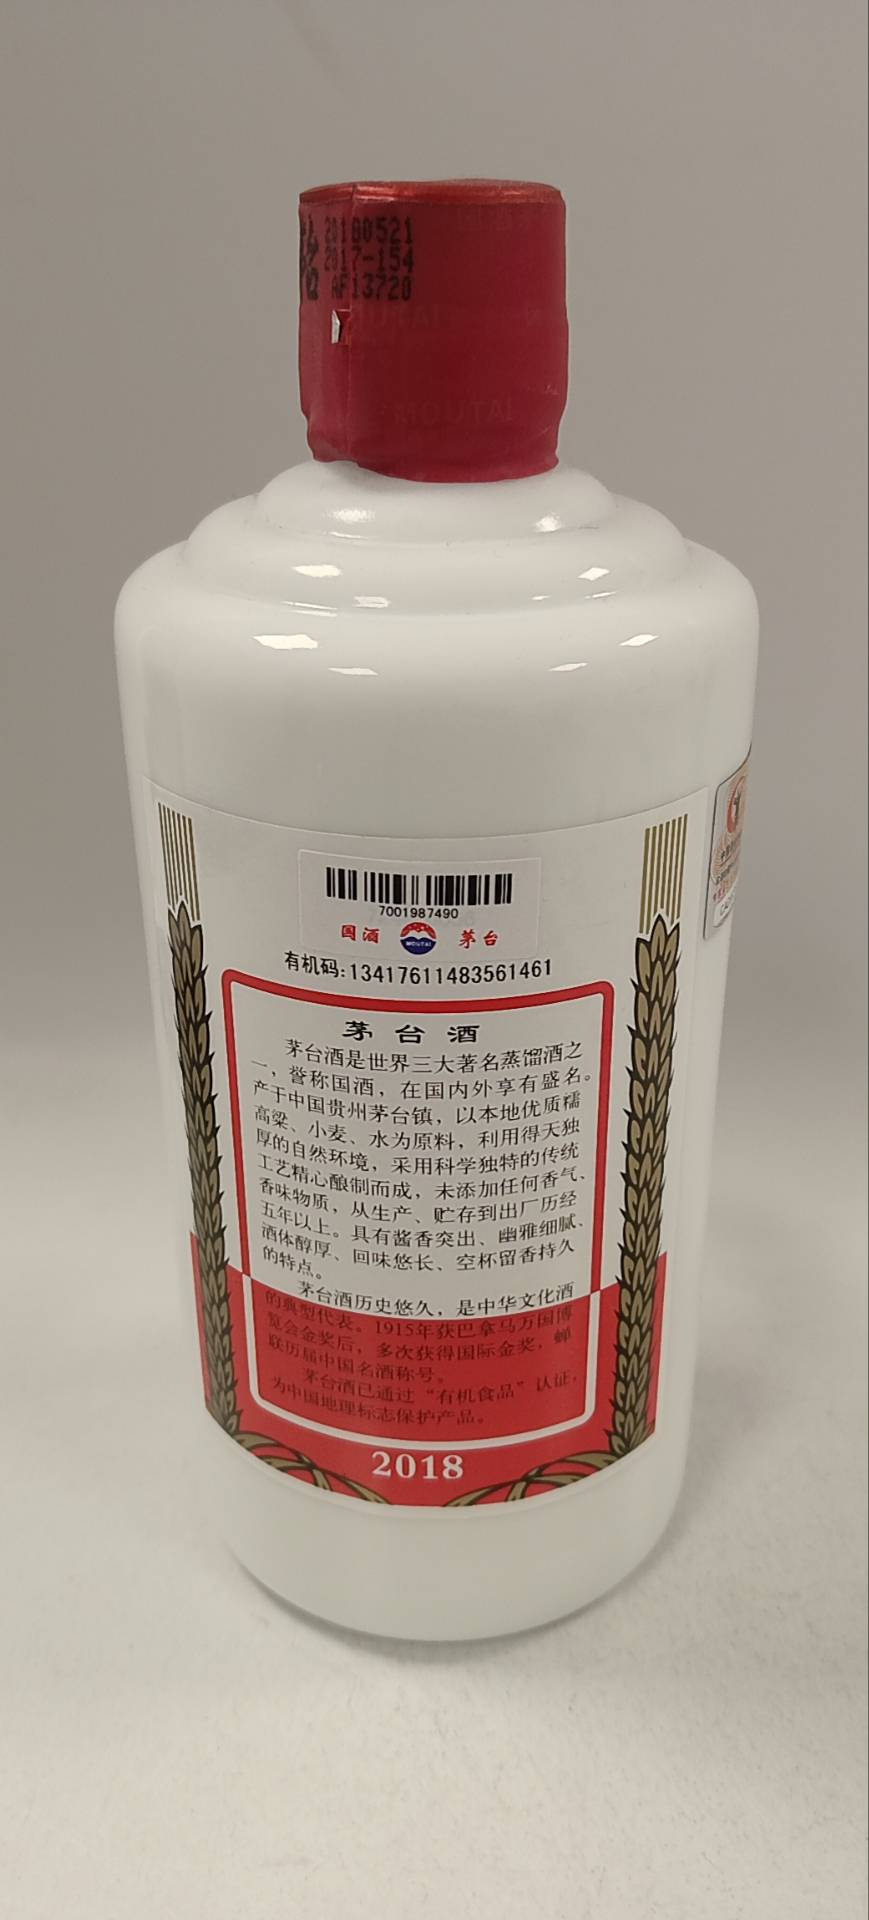 20180521
2017-154
AF13720
MOUTAI
MOUTAI
7001987490
国酒 MOUTAI 茅台
有机码:13417611483561461
茅台酒
茅台酒是世界三大著名蒸馏酒之
一，誉称国酒，在国内外享有盛名。
产于中国贵州茅台镇，以本地优质糯
高粱、小麦、水为原料，利用得天独
厚的自然环境，采用科学独特的传统
工艺精心酿制而成，未添加任何香气、
香味物质，从生产、贮存到出厂历经
五年以上。具有酱香突出、幽雅细腻、
酒体醇厚、回味悠长、空杯留香持久
的特点。
茅台酒历史悠久，是中华文化酒
的典型代表。1915年获巴拿马万国博
览会金奖后，多次获得国际金奖，蝉
联历届中国名酒称号。
茅台酒已通过“有机食品”认证，
为中国地理标志保护产品。
2018